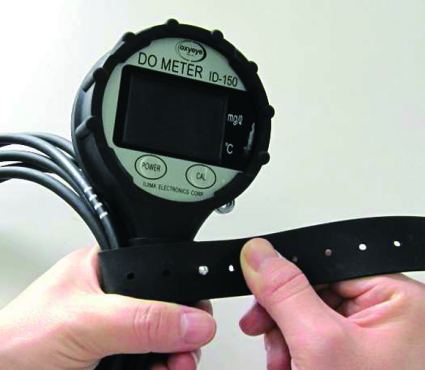 oxyeye
DO METER ID-150
mg/ℓ
℃
POWER
CAL.
IIJIMA ELECTRONICS CORP.